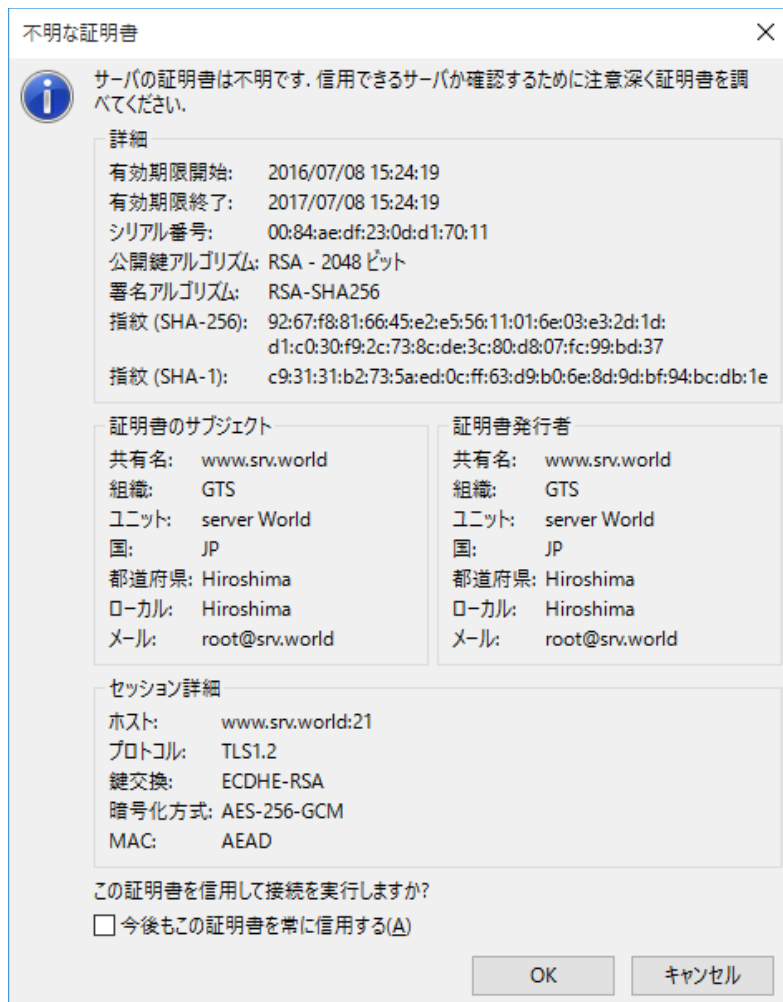 不明な証明書
サーバの証明書は不明です. 信用できるサーバか確認するために注意深く証明書を調
べてください.
詳細
有効期限開始: 2016/07/08 15:24:19
有効期限終了: 2017/07/08 15:24:19
シリアル番号: 00:84:ae:df:23:0d:d1:70:11
公開鍵アルゴリズム: RSA - 2048 ビット
署名アルゴリズム: RSA-SHA256
指紋 (SHA-256): 92:67:f8:81:66:45:e2:e5:56:11:01:6e:03:e3:2d:1d:
d1:c0:30:f9:2c:73:8c:de:3c:80:d8:07:fc:99:bd:37
指紋 (SHA-1): c9:31:31:b2:73:5a:ed:0c:ff:63:d9:b0:6e:8d:9d:bf:94:bc:db:1e
証明書のサブジェクト
共有名: www.srv.world
組織: GTS
ユニット: server World
国: JP
都道府県: Hiroshima
ローカル: Hiroshima
メール: root@srv.world
証明書発行者
共有名: www.srv.world
組織: GTS
ユニット: server World
国: JP
都道府県: Hiroshima
ローカル: Hiroshima
メール: root@srv.world
セッション詳細
ホスト: www.srv.world:21
プロトコル: TLS1.2
鍵交換: ECDHE-RSA
暗号化方式: AES-256-GCM
MAC: AEAD
この証明書を信用して接続を実行しますか?
今後もこの証明書を常に信用する(A)
OK
キャンセル